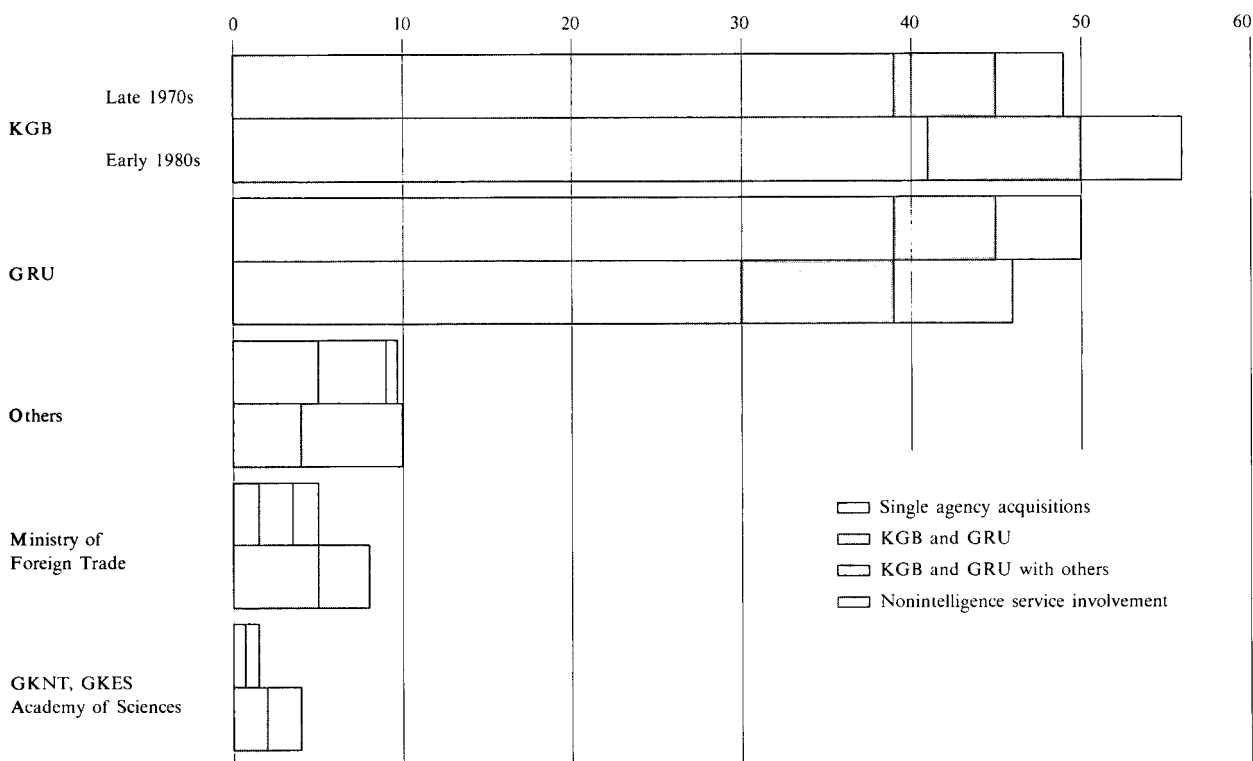 0 10 20 30 40 50 60
Late 1970s
KGB
Early 1980s
GRU
Others
Ministry of
Foreign Trade
GKNT, GKES
Academy of Sciences
Single agency acquisitions
KGB and GRU
KGB and GRU with others
Nonintelligence service involvement